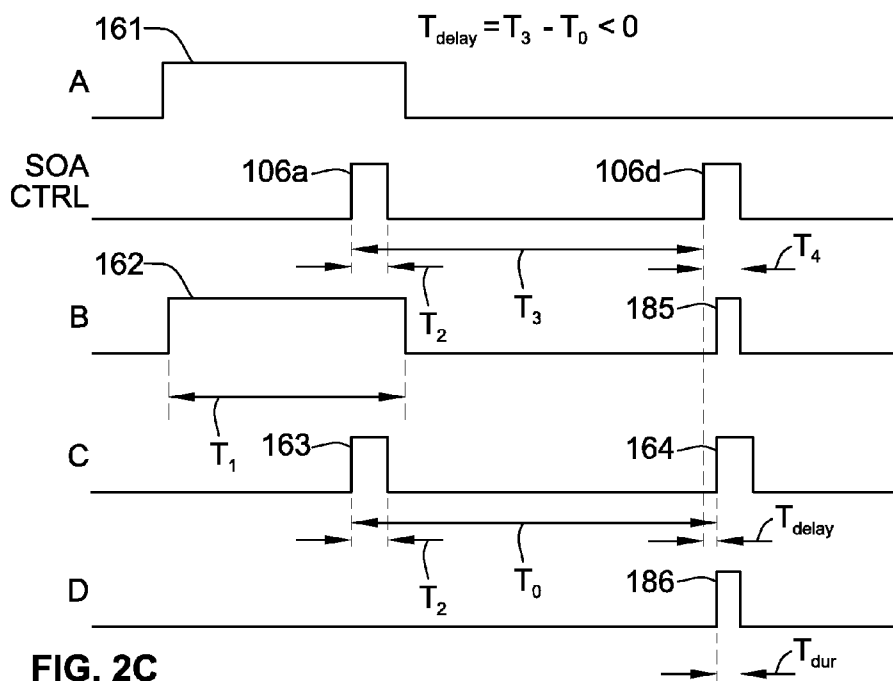 161
T_delay = T_3 - T_0 < 0
A
SOA CTRL
106a
106d
162
T_2
T_3
T_4
B
185
T_1
C
163
164
T_2
T_0
T_delay
D
186
T_dur
FIG. 2C